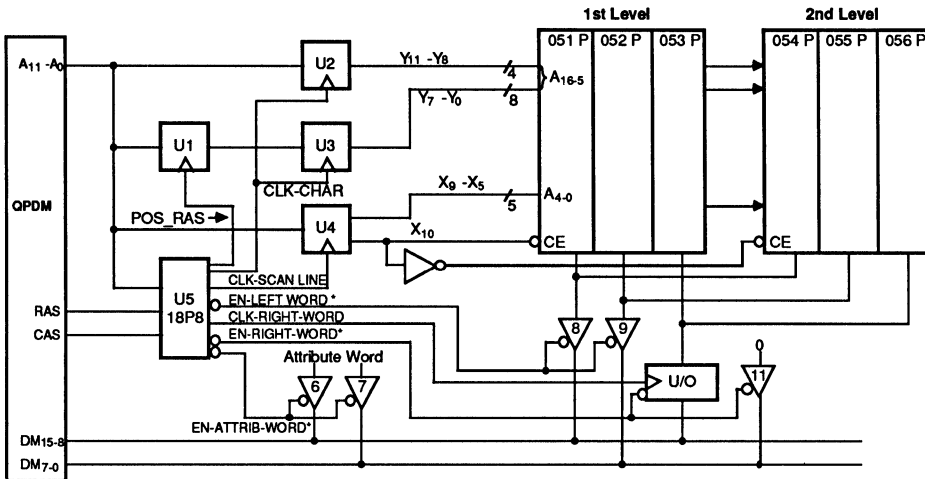 1st Level
2nd Level
051 P 052 P 053 P
054 P 055 P 056 P
A11 -A0
U2
Y11 -Y8
4
A16-5
Y7 -Y0
8
U1
U3
CLK-CHAR
X9 -X5
5
A4-0
QPDM
POS_RAS
U4
X10
CE
CE
CLK-SCAN LINE
U5
18P8
EN-LEFT WORD *
RAS
CLK-RIGHT-WORD
CAS
EN-RIGHT-WORD*
8
9
0
Attribute Word
6
7
U/O
11
EN-ATTRIB-WORD*
DM15-8
DM7-0